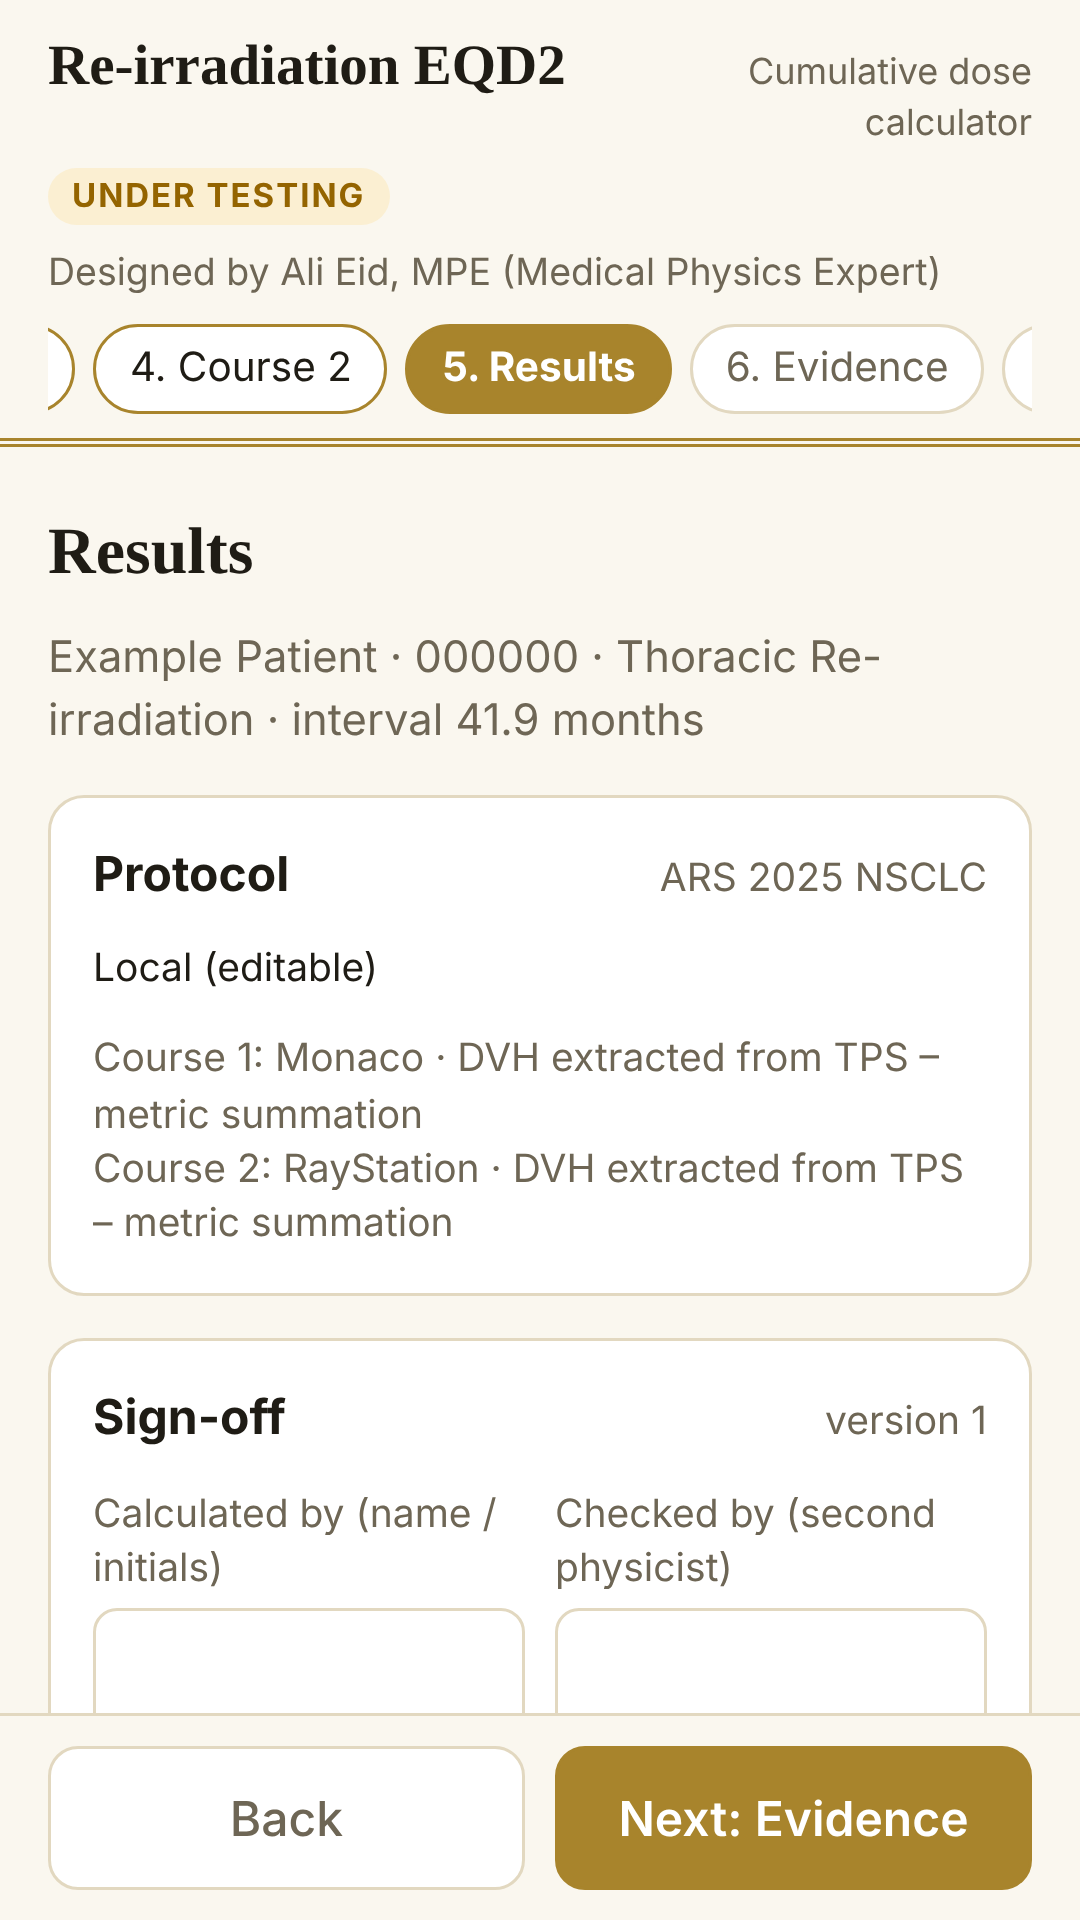 Re-irradiation EQD2
Cumulative dose
calculator
UNDER TESTING
Designed by Ali Eid, MPE (Medical Physics Expert)
4. Course 2
5. Results
6. Evidence
Results
Example Patient · 000000 · Thoracic Re-
irradiation · interval 41.9 months
Protocol
ARS 2025 NSCLC
Local (editable)
Course 1: Monaco · DVH extracted from TPS –
metric summation
Course 2: RayStation · DVH extracted from TPS
– metric summation
Sign-off
version 1
Calculated by (name /
initials)
Checked by (second
physicist)
Back
Next: Evidence